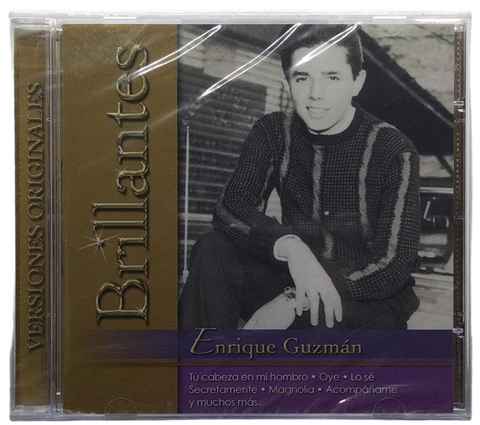 VERSIONES ORIGINALES
Brillantes
Enrique Guzmán
Tu cabeza en mi hombro • Oye • Lo sé
Secretamente • Magnolia • Acompáñame
y muchos más...